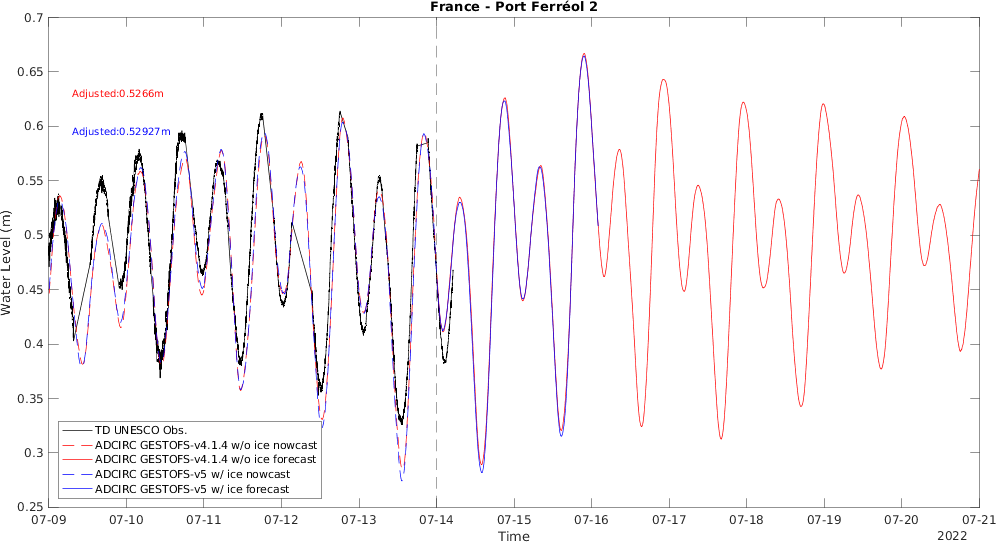 France - Port Ferréol 2
0.7
0.65
0.6
0.55
0.5
0.45
0.4
0.35
0.3
0.25
Water Level (m)
Adjusted:0.5266m
Adjusted:0.52927m
TD UNESCO Obs.
ADCIRC GESTOFS-v4.1.4 w/o ice nowcast
ADCIRC GESTOFS-v4.1.4 w/o ice forecast
ADCIRC GESTOFS-v5 w/ ice nowcast
ADCIRC GESTOFS-v5 w/ ice forecast
07-09 07-10 07-11 07-12 07-13 07-14 07-15 07-16 07-17 07-18 07-19 07-20 07-21
Time
2022